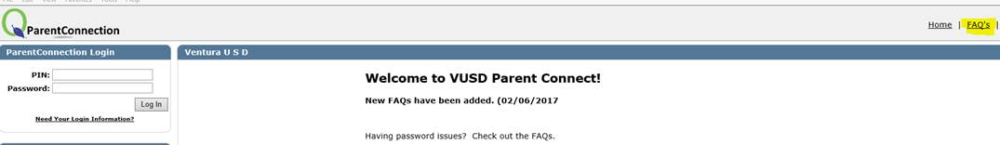 File Edit View Favorites Tools Help
Q ParentConnection
Home | FAQ's |
ParentConnection Login
Ventura U S D
PIN:
Password:
Log In
Need Your Login Information?
Welcome to VUSD Parent Connect!
New FAQs have been added. (02/06/2017
Having password issues? Check out the FAQs.